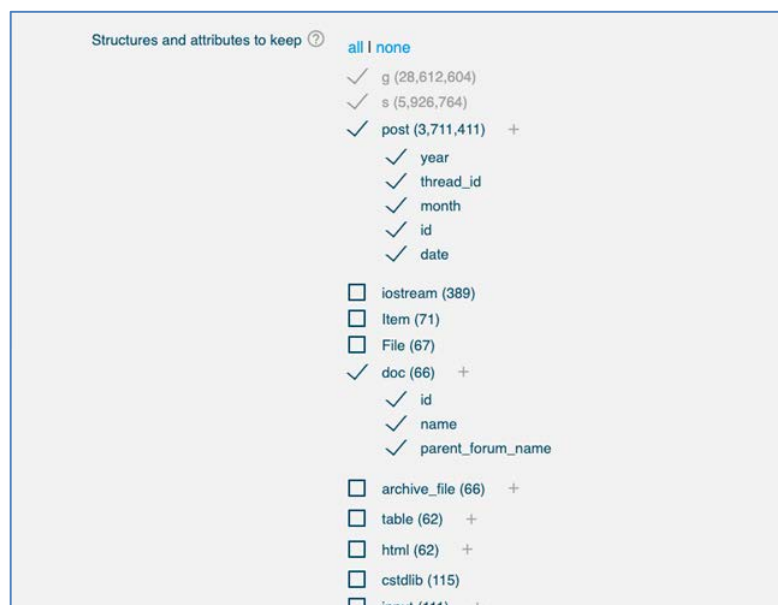 Structures and attributes to keep ?
all | none
g (28,612,604)
s (5,926,764)
post (3,711,411) +
year
thread_id
month
id
date
iostream (389)
Item (71)
File (67)
doc (66) +
id
name
parent_forum_name
archive_file (66) +
table (62) +
html (62) +
cstdlib (115)
input (111) +